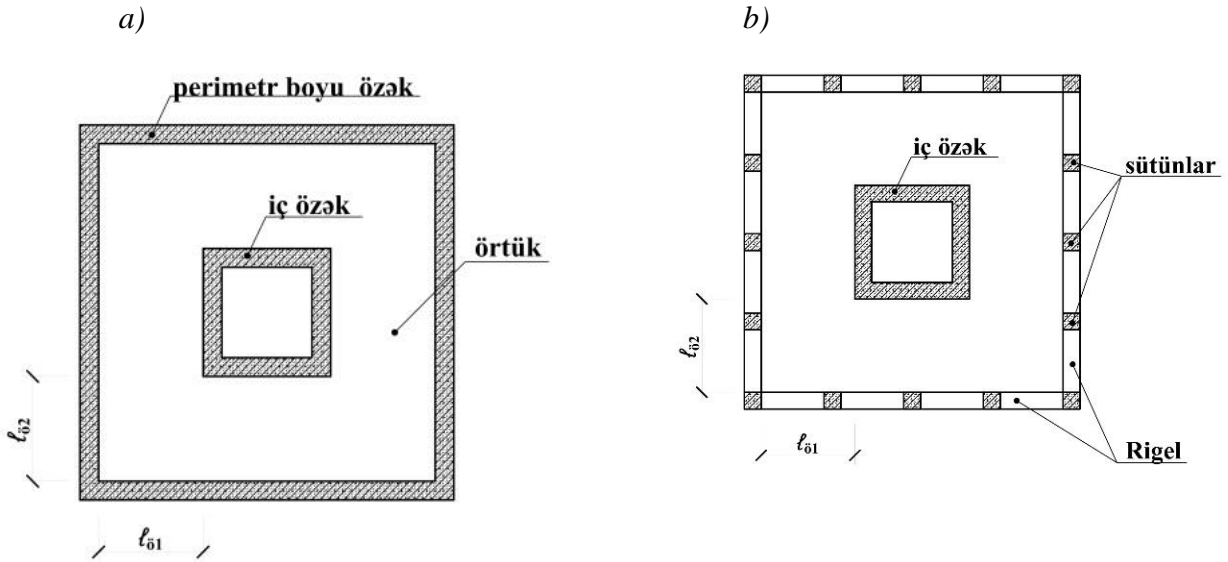 a)
perimetr boyu özək
iç özək
örtük
ℓö2
ℓö1
b)
iç özək
sütünlar
ℓö2
ℓö1
Rigel